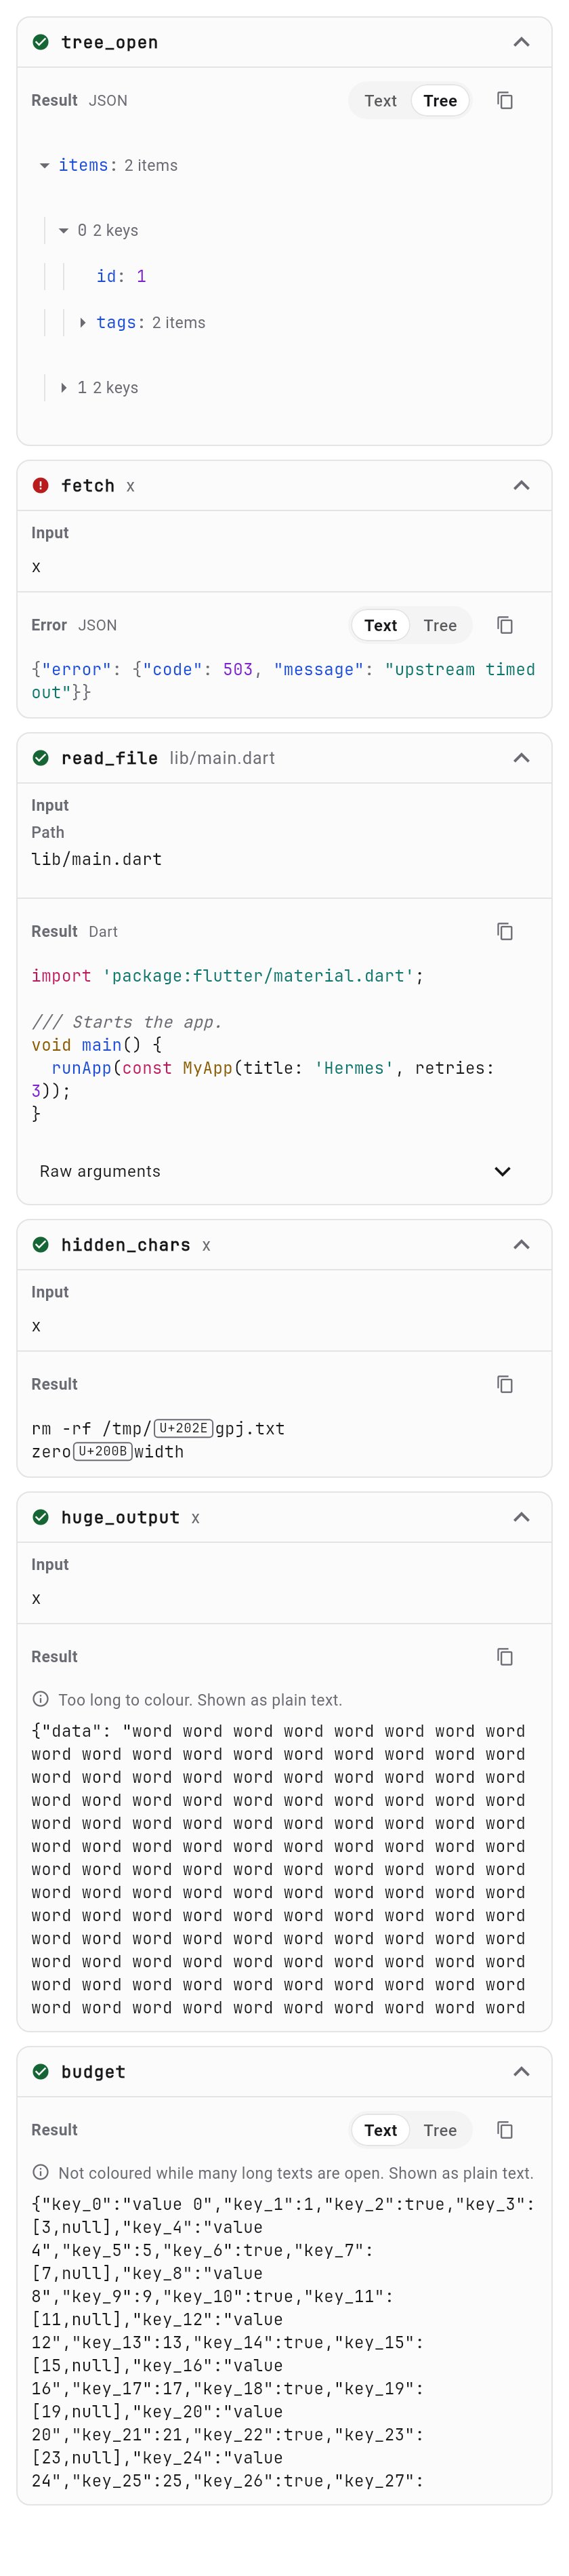 tree_open
Result JSON Text Tree
items: 2 items
0 2 keys
id: 1
tags: 2 items
1 2 keys
fetch x
Input
x
Error JSON Text Tree
{"error": {"code": 503, "message": "upstream timed
out"}}
read_file lib/main.dart
Input
Path
lib/main.dart
Result Dart
import 'package:flutter/material.dart';
/// Starts the app.
void main() {
  runApp(const MyApp(title: 'Hermes', retries:
3));
}
Raw arguments
hidden_chars x
Input
x
Result
rm -rf /tmp/U+202Egpj.txt
zeroU+200Bwidth
huge_output x
Input
x
Result
Too long to colour. Shown as plain text.
{"data": "word word word word word word word word
word word word word word word word word word word
word word word word word word word word word word
word word word word word word word word word word
word word word word word word word word word word
word word word word word word word word word word
word word word word word word word word word word
word word word word word word word word word word
word word word word word word word word word word
word word word word word word word word word word
word word word word word word word word word word
word word word word word word word word word word
word word word word word word word word word word
budget
Result Text Tree
Not coloured while many long texts are open. Shown as plain text.
{"key_0":"value 0","key_1":1,"key_2":true,"key_3":
[3,null],"key_4":"value
4","key_5":5,"key_6":true,"key_7":
[7,null],"key_8":"value
8","key_9":9,"key_10":true,"key_11":
[11,null],"key_12":"value
12","key_13":13,"key_14":true,"key_15":
[15,null],"key_16":"value
16","key_17":17,"key_18":true,"key_19":
[19,null],"key_20":"value
20","key_21":21,"key_22":true,"key_23":
[23,null],"key_24":"value
24","key_25":25,"key_26":true,"key_27":